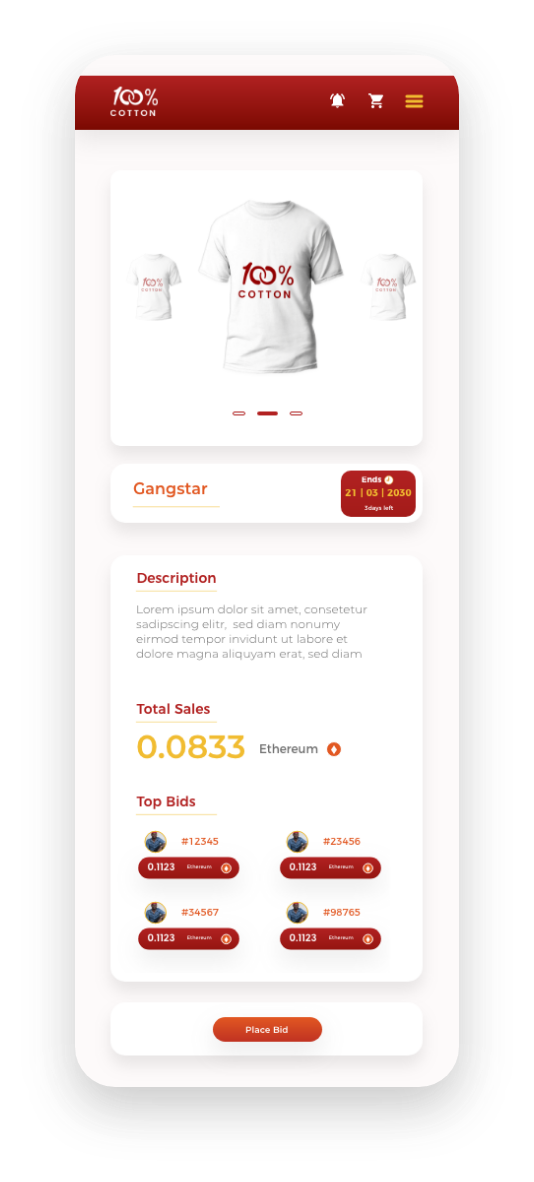 100%
COTTON
100%
COTTON
100%
COTTON
100%
COTTON
Gangstar
Ends
21 | 03 | 2030
3days left
Description
Lorem ipsum dolor sit amet, consetetur
sadipscing elitr,  sed diam nonumy
eirmod tempor invidunt ut labore et
dolore magna aliquyam erat, sed diam
Total Sales
0.0833 Ethereum
Top Bids
#12345
0.1123 Ethereum
#23456
0.1123 Ethereum
#34567
0.1123 Ethereum
#98765
0.1123 Ethereum
Place Bid